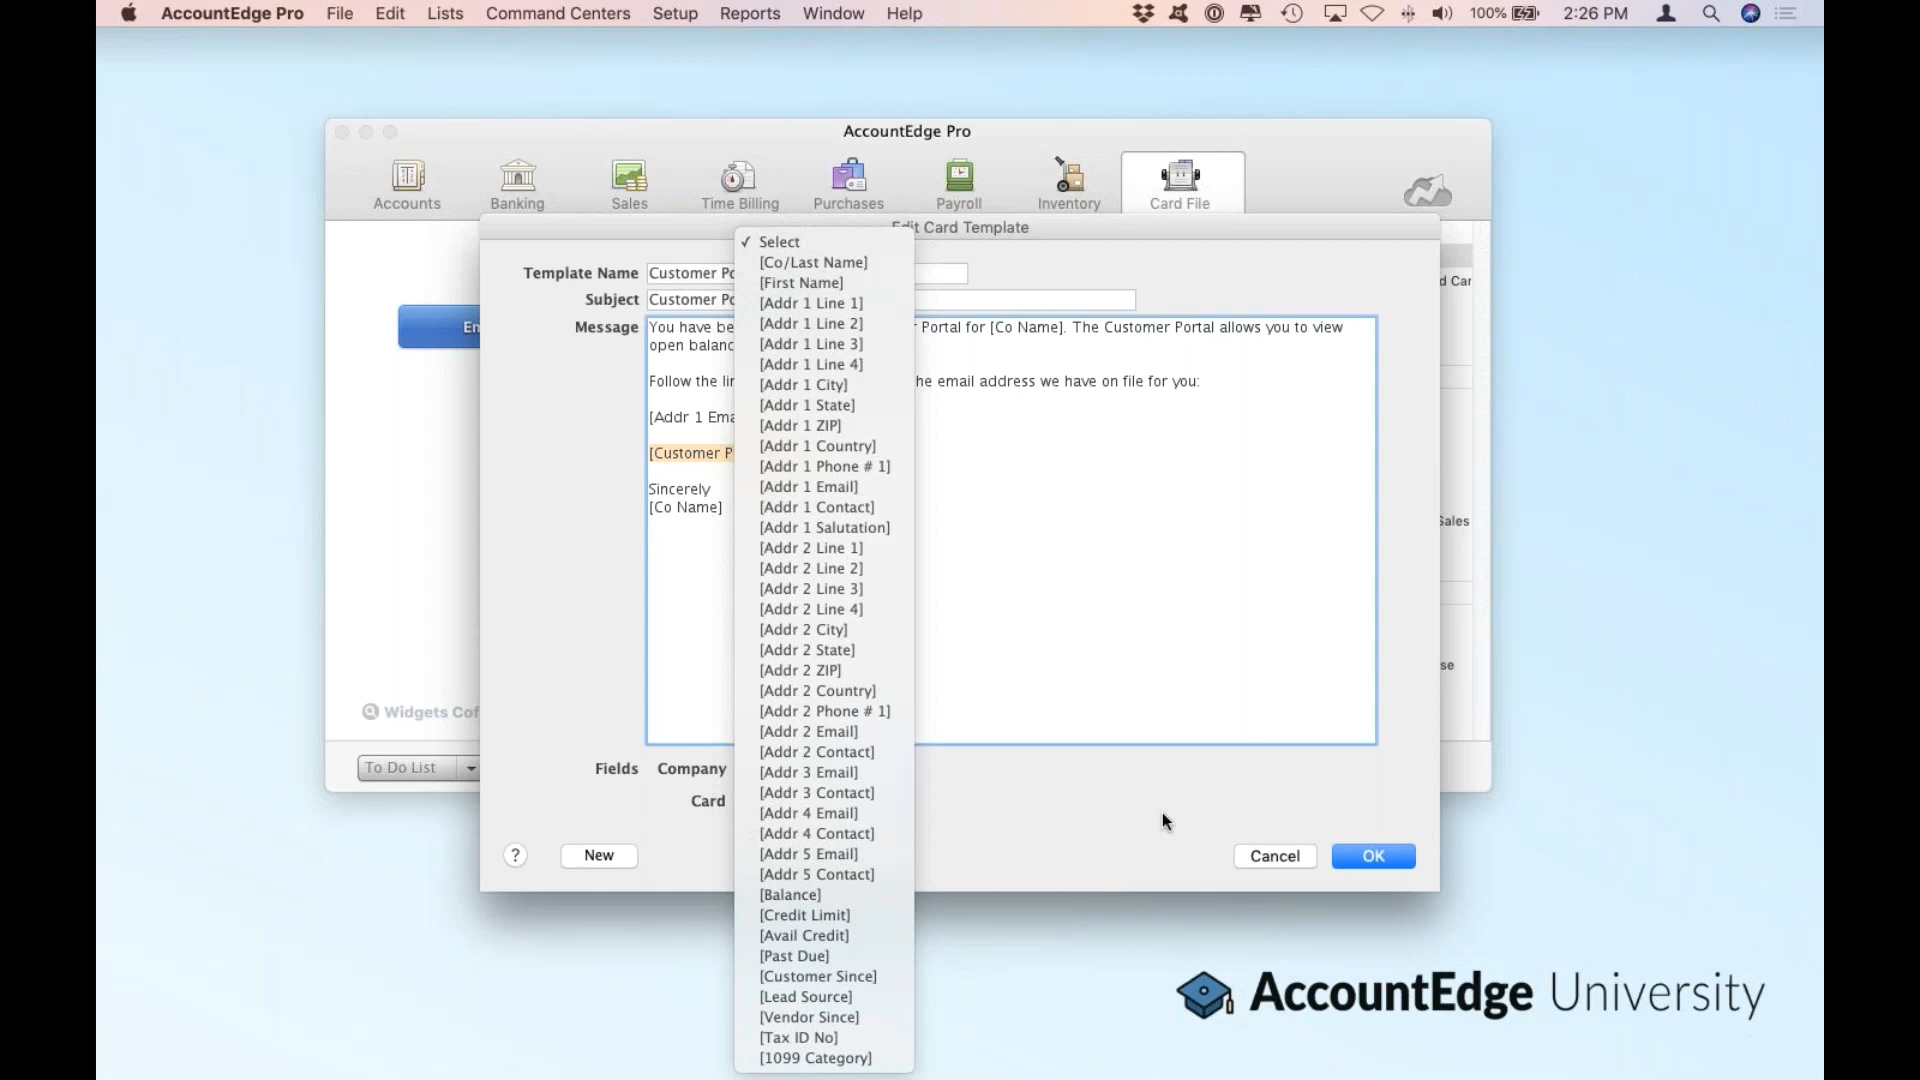 AccountEdge Pro File Edit Lists Command Centers Setup Reports Window Help 100% 2:26 PM
AccountEdge Pro
Accounts Banking Sales Time Billing Purchases Payroll Inventory Card File
Edit Card Template
Template Name Customer Po
Subject Customer Po
Message You have be r Portal for [Co Name]. The Customer Portal allows you to view
open balanc
Follow the lin he email address we have on file for you:
[Addr 1 Ema
[Customer P
Sincerely
[Co Name]
✓ Select
[Co/Last Name]
[First Name]
[Addr 1 Line 1]
[Addr 1 Line 2]
[Addr 1 Line 3]
[Addr 1 Line 4]
[Addr 1 City]
[Addr 1 State]
[Addr 1 ZIP]
[Addr 1 Country]
[Addr 1 Phone # 1]
[Addr 1 Email]
[Addr 1 Contact]
[Addr 1 Salutation]
[Addr 2 Line 1]
[Addr 2 Line 2]
[Addr 2 Line 3]
[Addr 2 Line 4]
[Addr 2 City]
[Addr 2 State]
[Addr 2 ZIP]
[Addr 2 Country]
[Addr 2 Phone # 1]
[Addr 2 Email]
[Addr 2 Contact]
[Addr 3 Email]
[Addr 3 Contact]
[Addr 4 Email]
[Addr 4 Contact]
[Addr 5 Email]
[Addr 5 Contact]
[Balance]
[Credit Limit]
[Avail Credit]
[Past Due]
[Customer Since]
[Lead Source]
[Vendor Since]
[Tax ID No]
[1099 Category]
d Car
En
Sales
se
Widgets Cof
To Do List
Fields Company
Card
? New Cancel OK
AccountEdge University